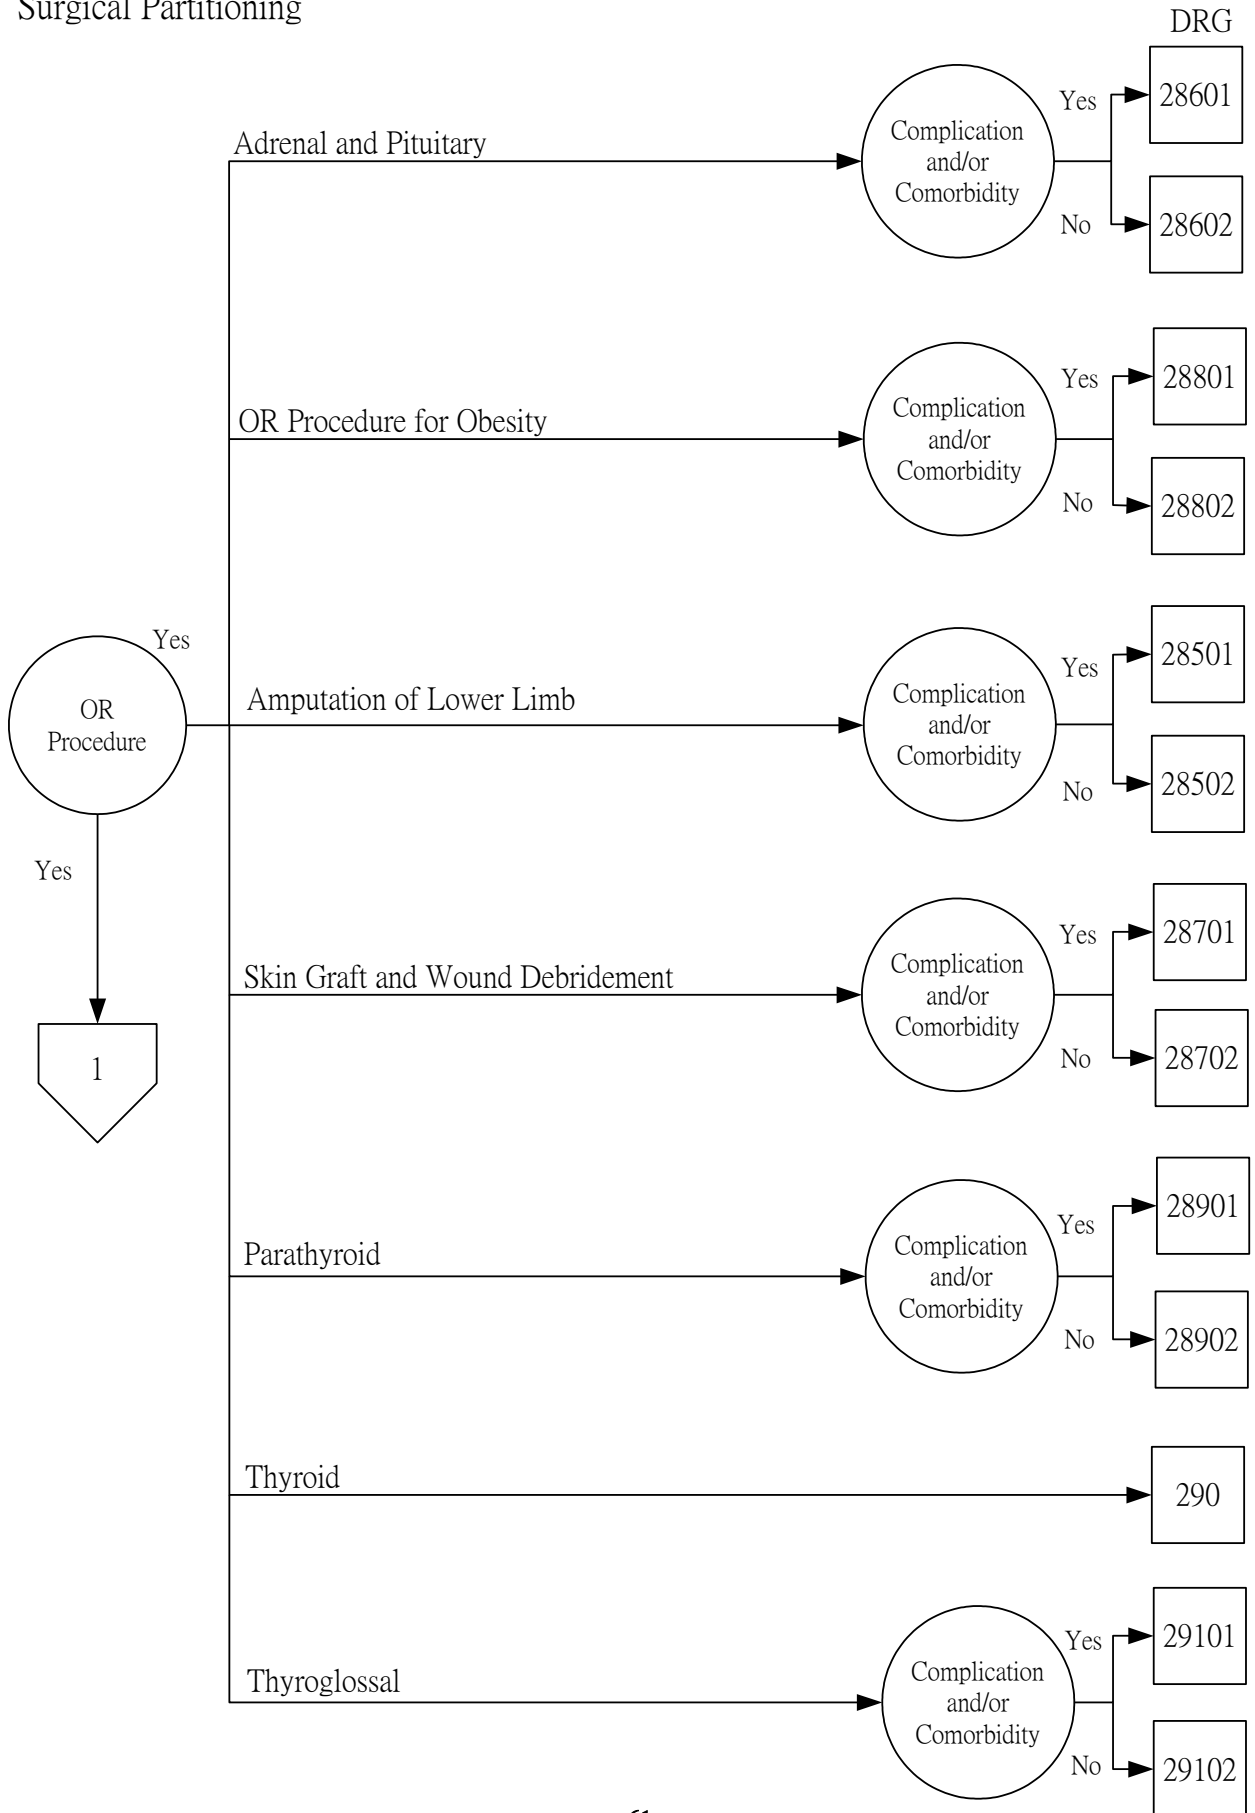 Surgical Partitioning
DRG
Adrenal and Pituitary
Complication
and/or
Comorbidity
Yes
28601
No
28602
OR Procedure for Obesity
Complication
and/or
Comorbidity
Yes
28801
No
28802
Yes
OR
Procedure
Amputation of Lower Limb
Complication
and/or
Comorbidity
Yes
28501
No
28502
Yes
1
Skin Graft and Wound Debridement
Complication
and/or
Comorbidity
Yes
28701
No
28702
Parathyroid
Complication
and/or
Comorbidity
Yes
28901
No
28902
Thyroid
290
Thyroglossal
Complication
and/or
Comorbidity
Yes
29101
No
29102